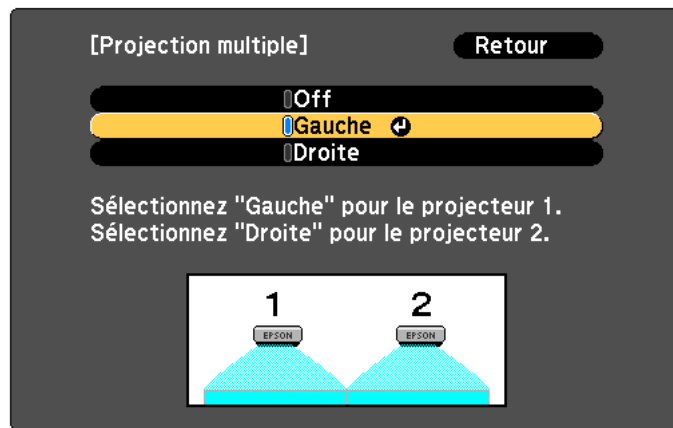 [Projection multiple] Retour
Off
Gauche
Droite
Sélectionnez "Gauche" pour le projecteur 1.
Sélectionnez "Droite" pour le projecteur 2.
1 2
EPSON EPSON